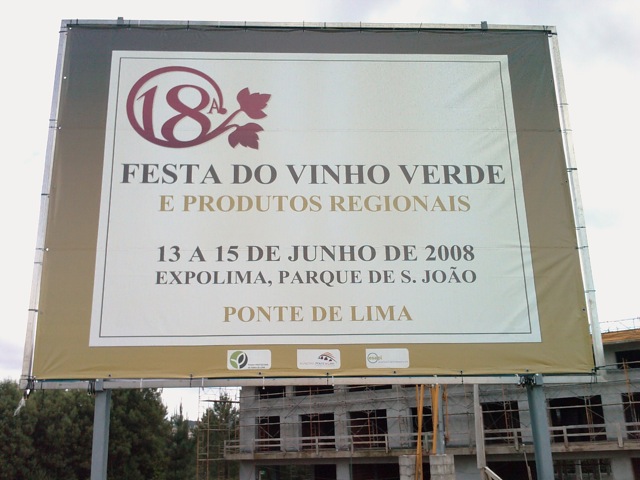 18A
FESTA DO VINHO VERDE
E PRODUTOS REGIONAIS
13 A 15 DE JUNHO DE 2008
EXPOLIMA, PARQUE DE S. JOÃO
PONTE DE LIMA